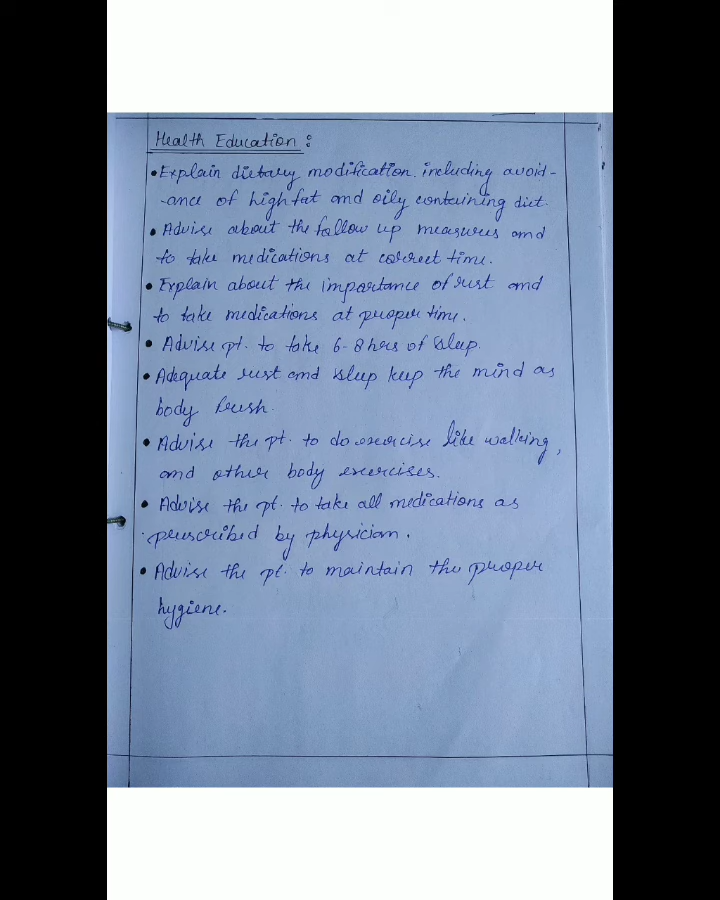 Health Education :
• Explain dietary modification including avoid-
-ance of high fat and oily containing diet.
• Advise about the follow up measures and
to take medications at correct time.
• Explain about the importance of rest and
to take medications at proper time.
• Advise pt. to take 6-8 hrs of sleep.
• Adequate rest and sleep keep the mind as
body fresh.
• Advise the pt. to do exercise like walking,
and other body exercises.
• Advise the pt. to take all medications as
prescribed by physician.
• Advise the pt. to maintain the proper
hygiene.